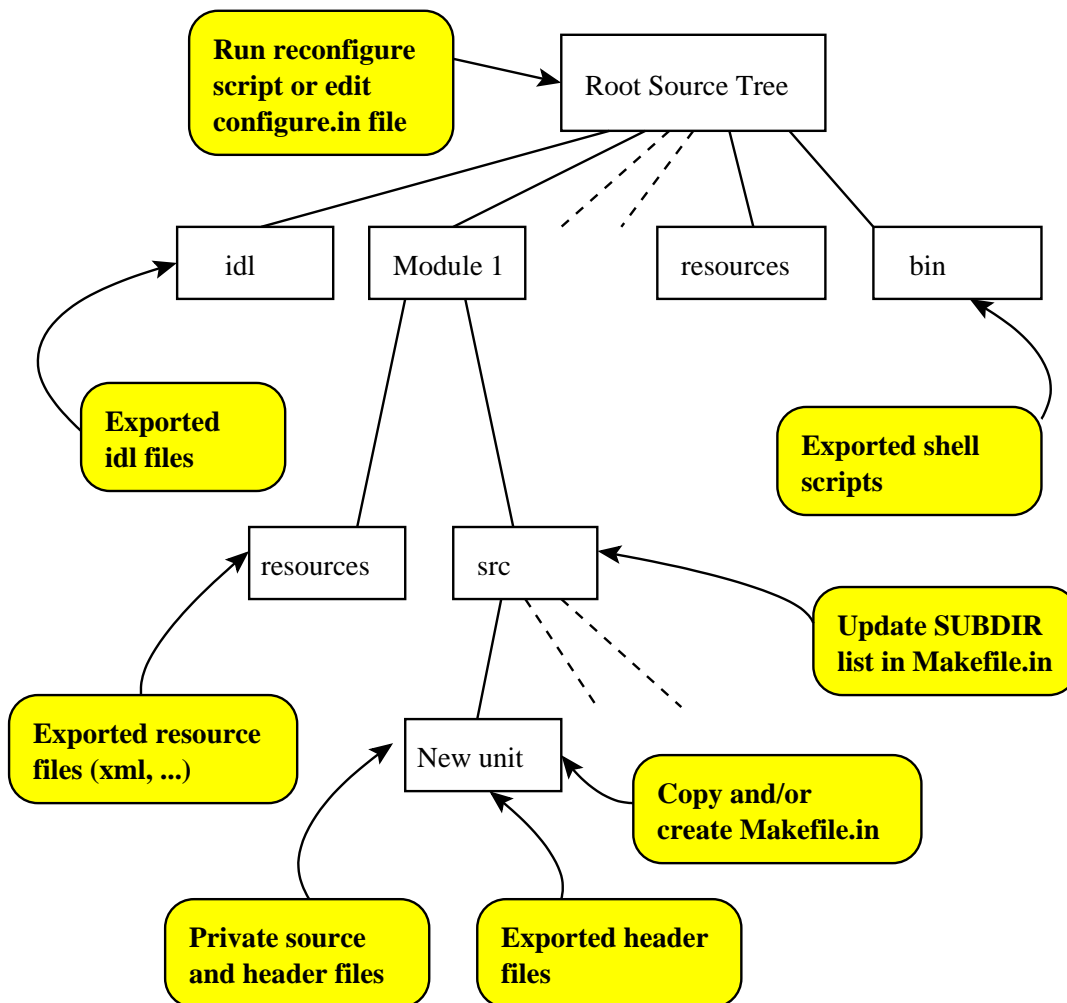 Run reconfigure
script or edit
configure.in file
Root Source Tree
idl
Module 1
resources
bin
Exported
idl files
Exported shell
scripts
resources
src
Update SUBDIR
list in Makefile.in
Exported resource
files (xml, ...)
New unit
Copy and/or
create Makefile.in
Private source
and header files
Exported header
files